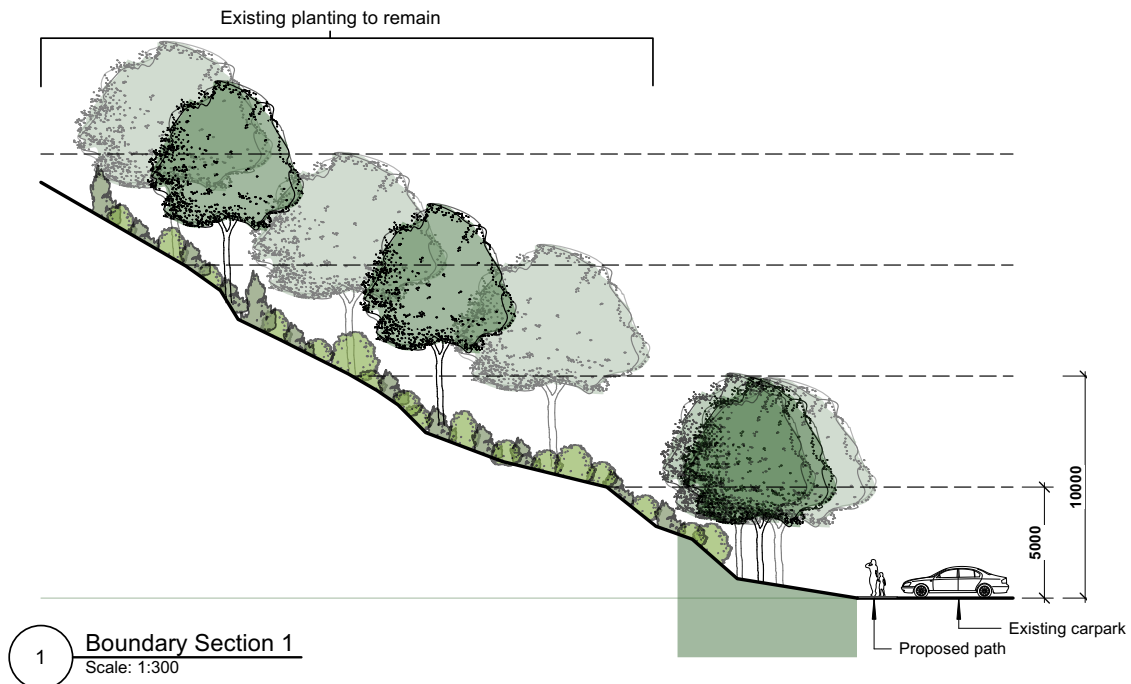 Existing planting to remain
10000
5000
Existing carpark
Proposed path
1
Boundary Section 1
Scale: 1:300